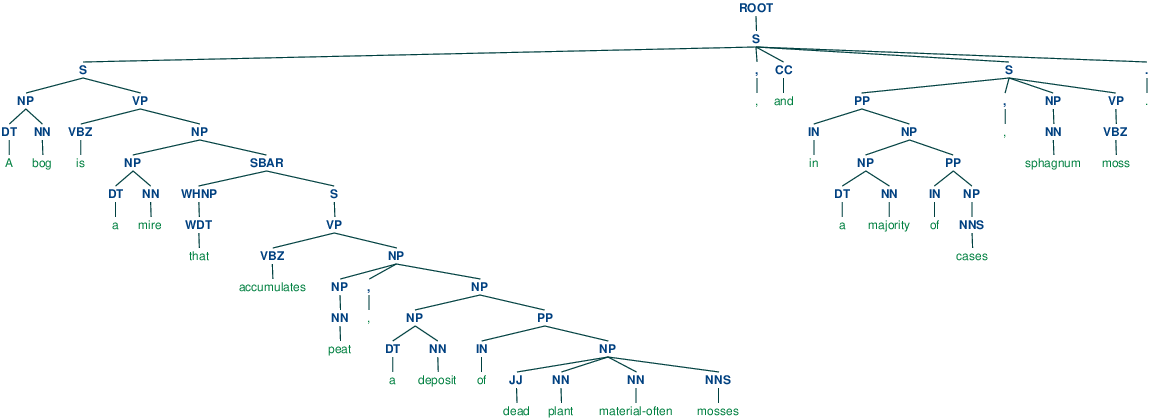 ROOT
S
S , CC S .
NP VP , and PP , NP VP .
DT NN VBZ NP IN NP , NN VBZ
A bog is NP SBAR in NP PP sphagnum moss
DT NN WHNP S DT NN IN NP
a mire WDT VP a majority of NNS
that VBZ NP cases
accumulates NP , NP
NN , NP PP
peat DT NN IN NP
a deposit of JJ NN NN NNS
dead plant material-often mosses